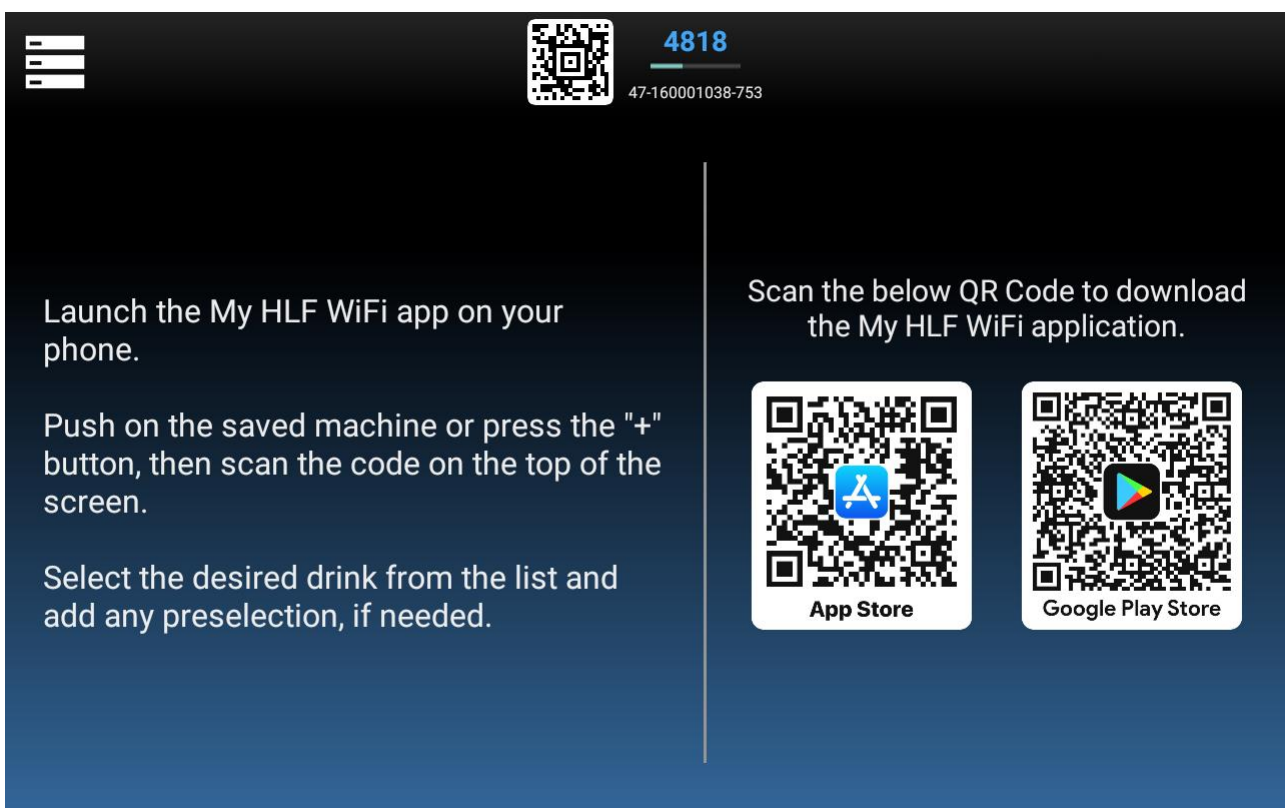 4818
47-160001038-753
Launch the My HLF WiFi app on your
phone.
Push on the saved machine or press the "+"
button, then scan the code on the top of the
screen.
Select the desired drink from the list and
add any preselection, if needed.
Scan the below QR Code to download
the My HLF WiFi application.
App Store
Google Play Store